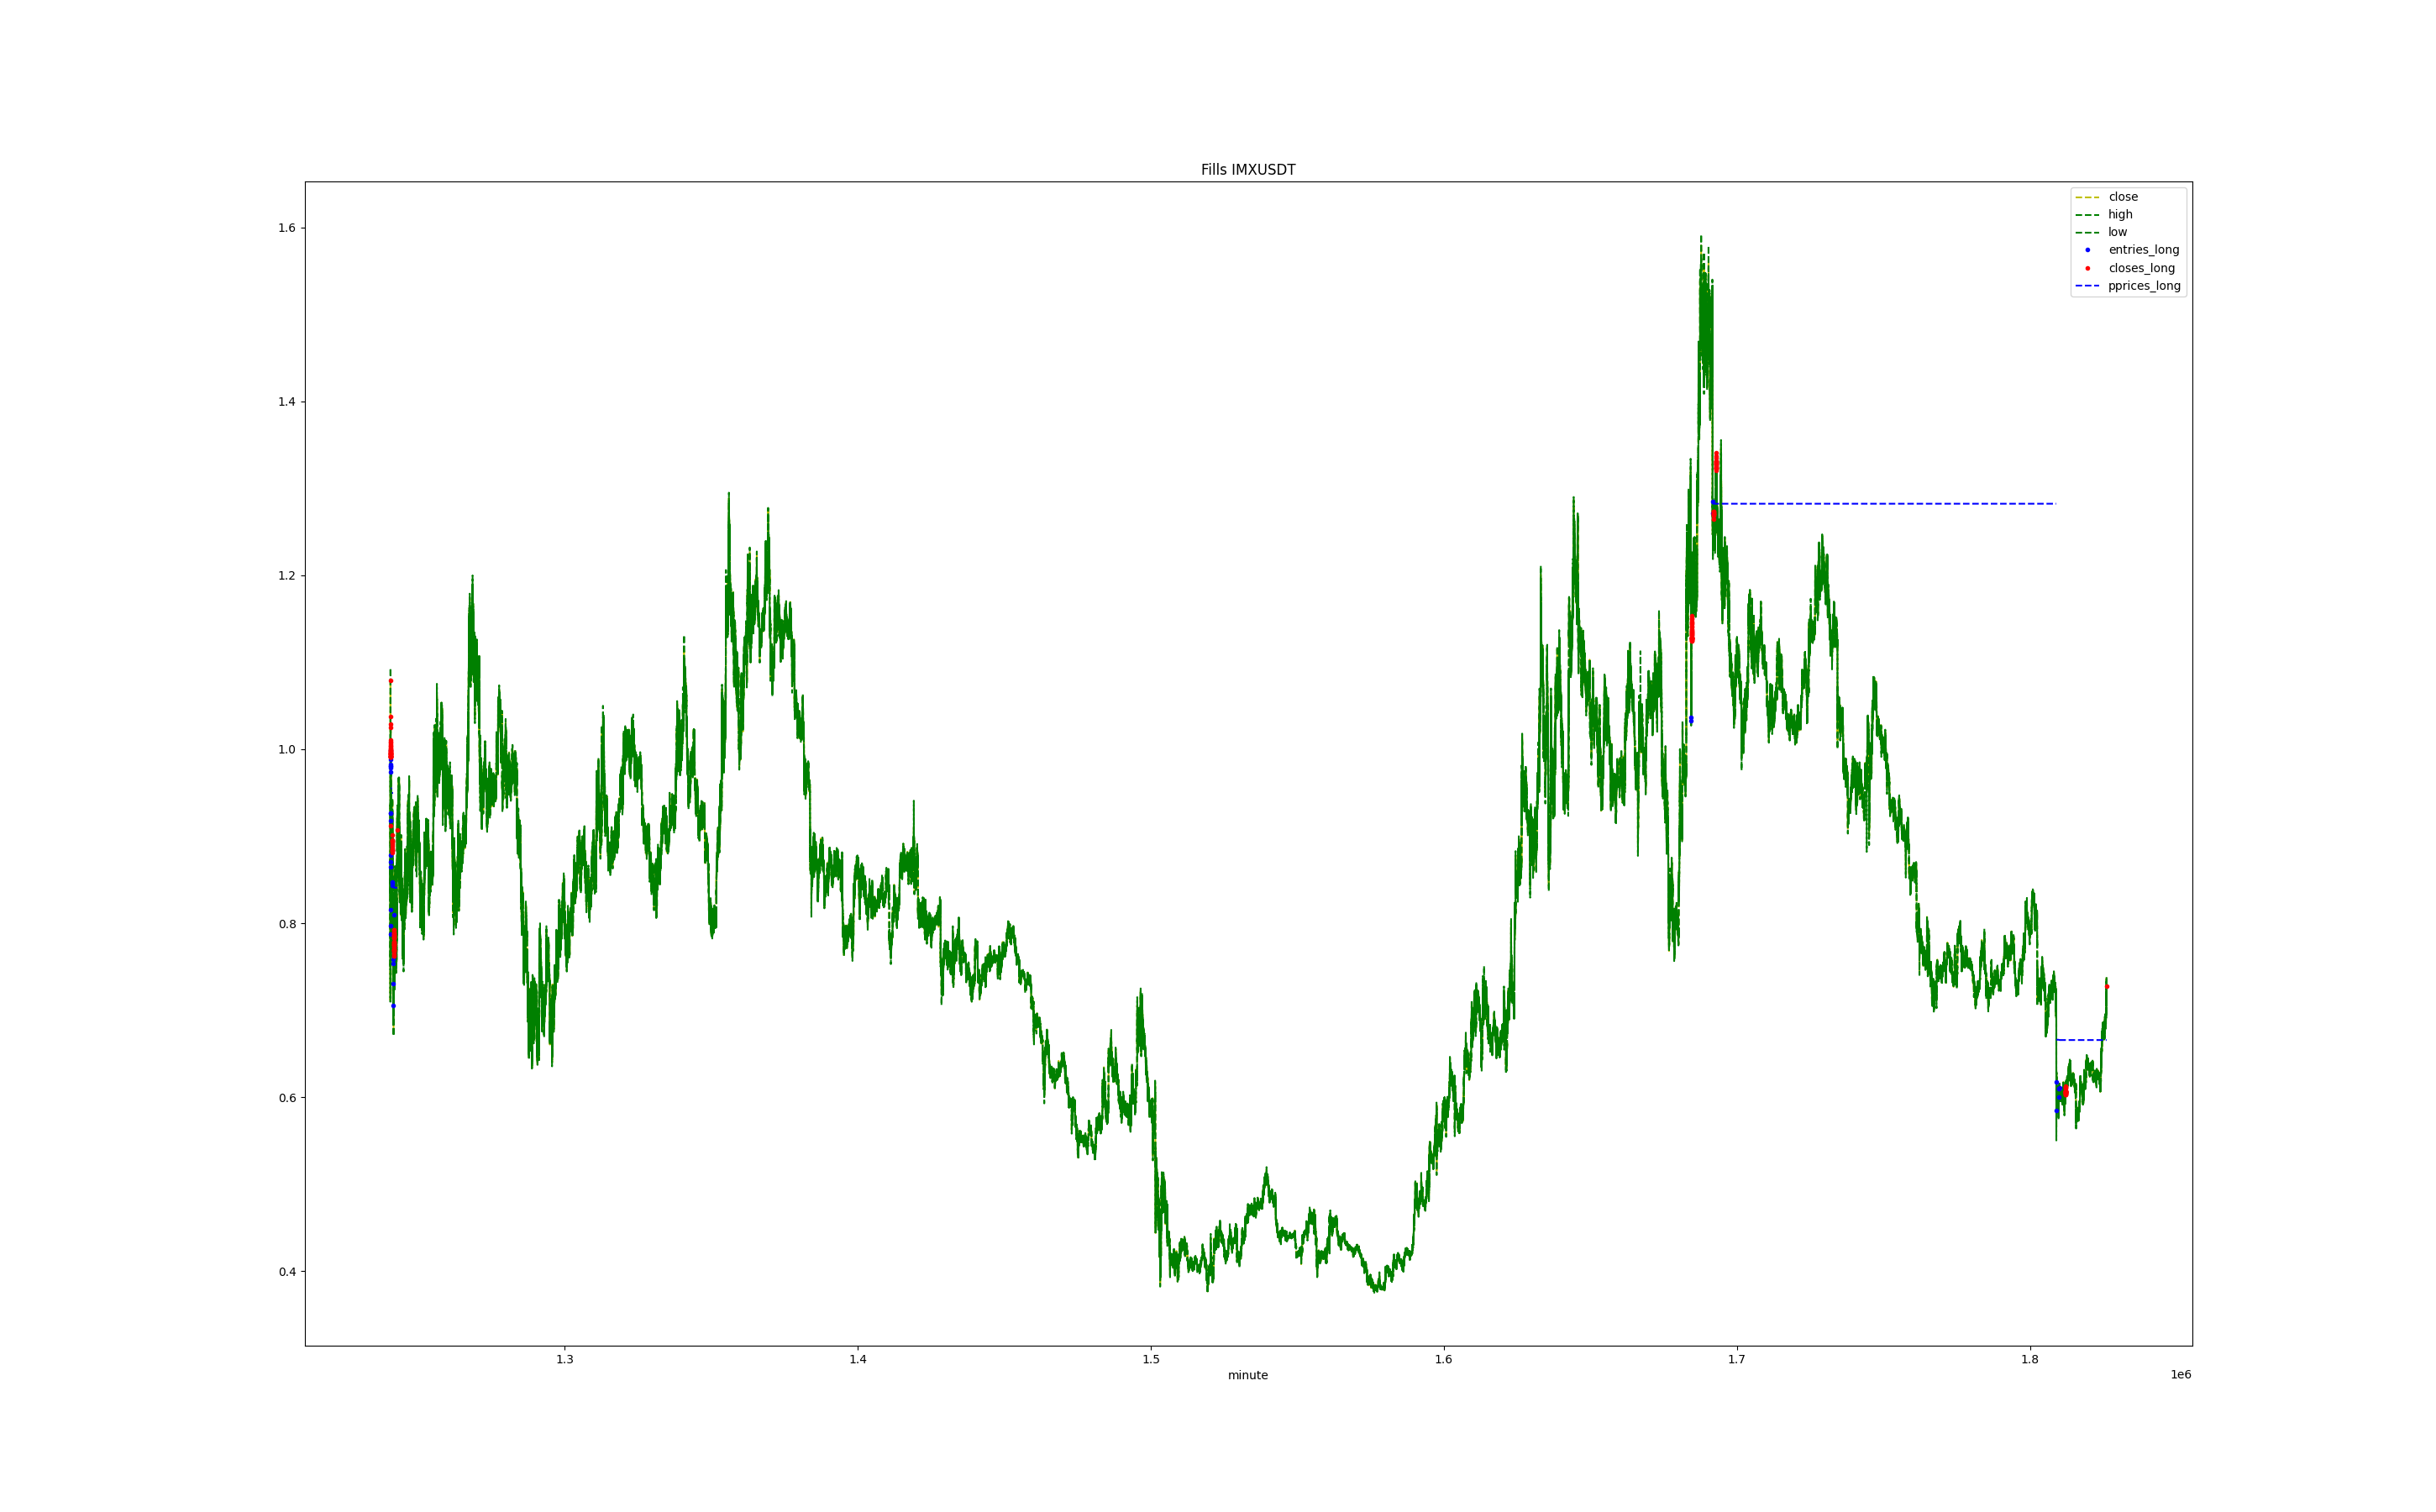 Fills IMXUSDT
close
high
low
entries_long
closes_long
pprices_long
1.6
1.4
1.2
1.0
0.8
0.6
0.4
1.3 1.4 1.5 1.6 1.7 1.8
minute
1e6